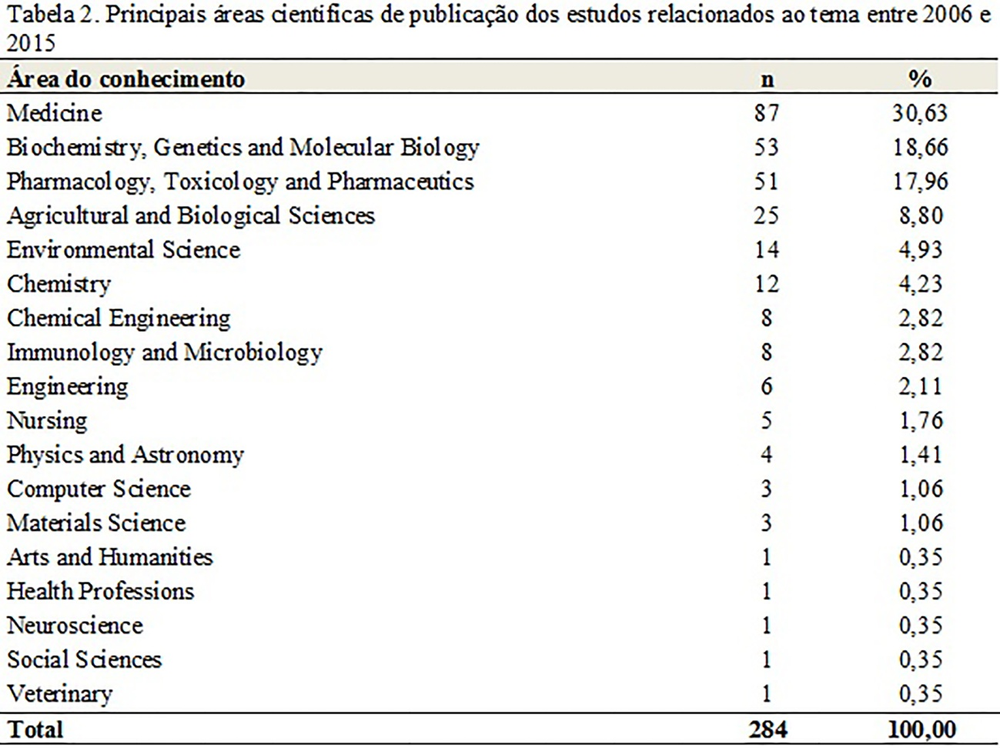 Tabela 2. Principais áreas científicas de publicação dos estudos relacionados ao tema entre 2006 e
2015
Área do conhecimento n %
Medicine 87 30,63
Biochemistry, Genetics and Molecular Biology 53 18,66
Pharmacology, Toxicology and Pharmaceutics 51 17,96
Agricultural and Biological Sciences 25 8,80
Environmental Science 14 4,93
Chemistry 12 4,23
Chemical Engineering 8 2,82
Immunology and Microbiology 8 2,82
Engineering 6 2,11
Nursing 5 1,76
Physics and Astronomy 4 1,41
Computer Science 3 1,06
Materials Science 3 1,06
Arts and Humanities 1 0,35
Health Professions 1 0,35
Neuroscience 1 0,35
Social Sciences 1 0,35
Veterinary 1 0,35
Total 284 100,00